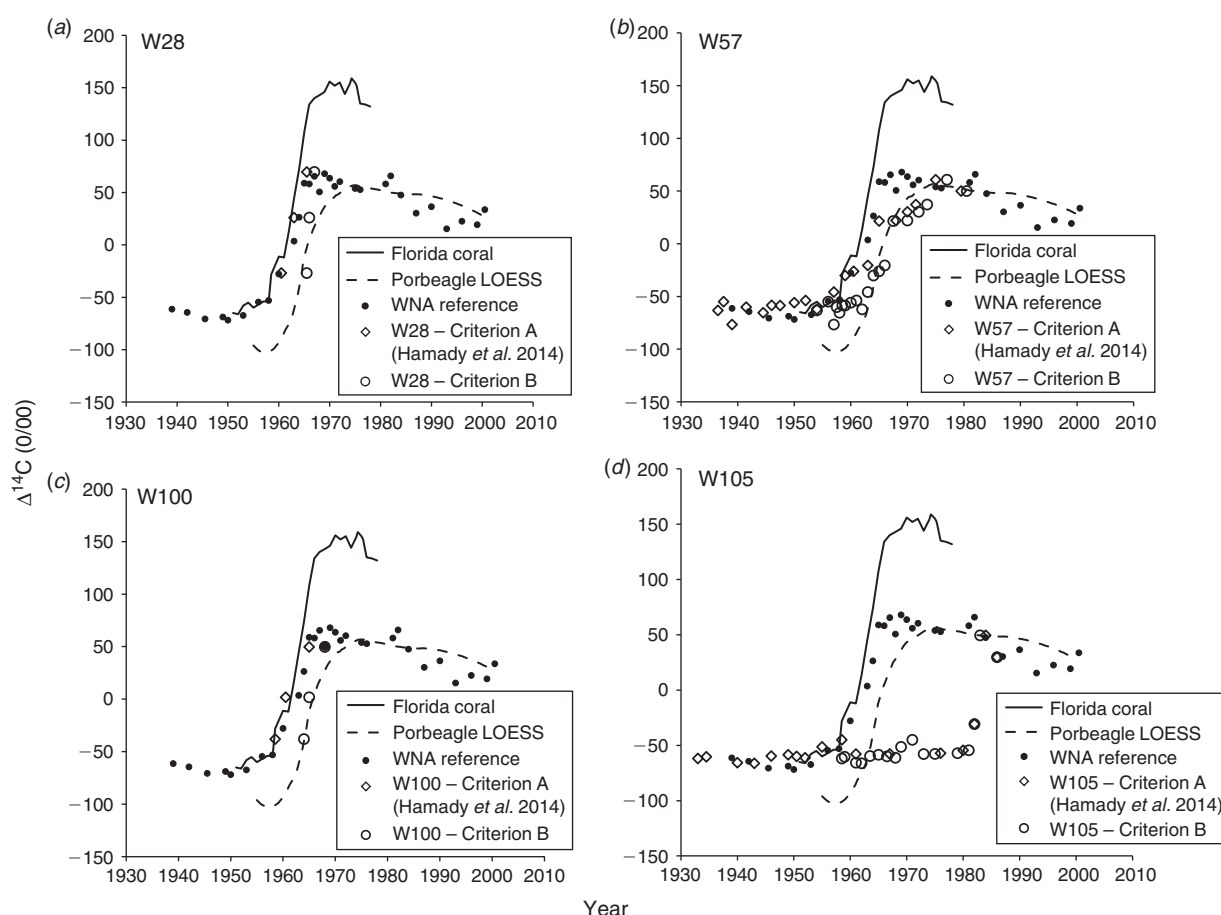 (a)
W28
200
150
100
50
0
−50
−100
−150
1930 1940 1950 1960 1970 1980 1990 2000 2010
Florida coral
Porbeagle LOESS
WNA reference
W28 – Criterion A
(Hamady et al. 2014)
W28 – Criterion B
(b)
W57
200
150
100
50
0
−50
−100
−150
1930 1940 1950 1960 1970 1980 1990 2000 2010
Florida coral
Porbeagle LOESS
WNA reference
W57 – Criterion A
(Hamady et al. 2014)
W57 – Criterion B
Δ14C (0/00)
(c)
W100
200
150
100
50
0
−50
−100
−150
1930 1940 1950 1960 1970 1980 1990 2000 2010
Florida coral
Porbeagle LOESS
WNA reference
W100 – Criterion A
(Hamady et al. 2014)
W100 – Criterion B
(d)
W105
200
150
100
50
0
−50
−100
−150
1930 1940 1950 1960 1970 1980 1990 2000 2010
Florida coral
Porbeagle LOESS
WNA reference
W105 – Criterion A
(Hamady et al. 2014)
W105 – Criterion B
Year